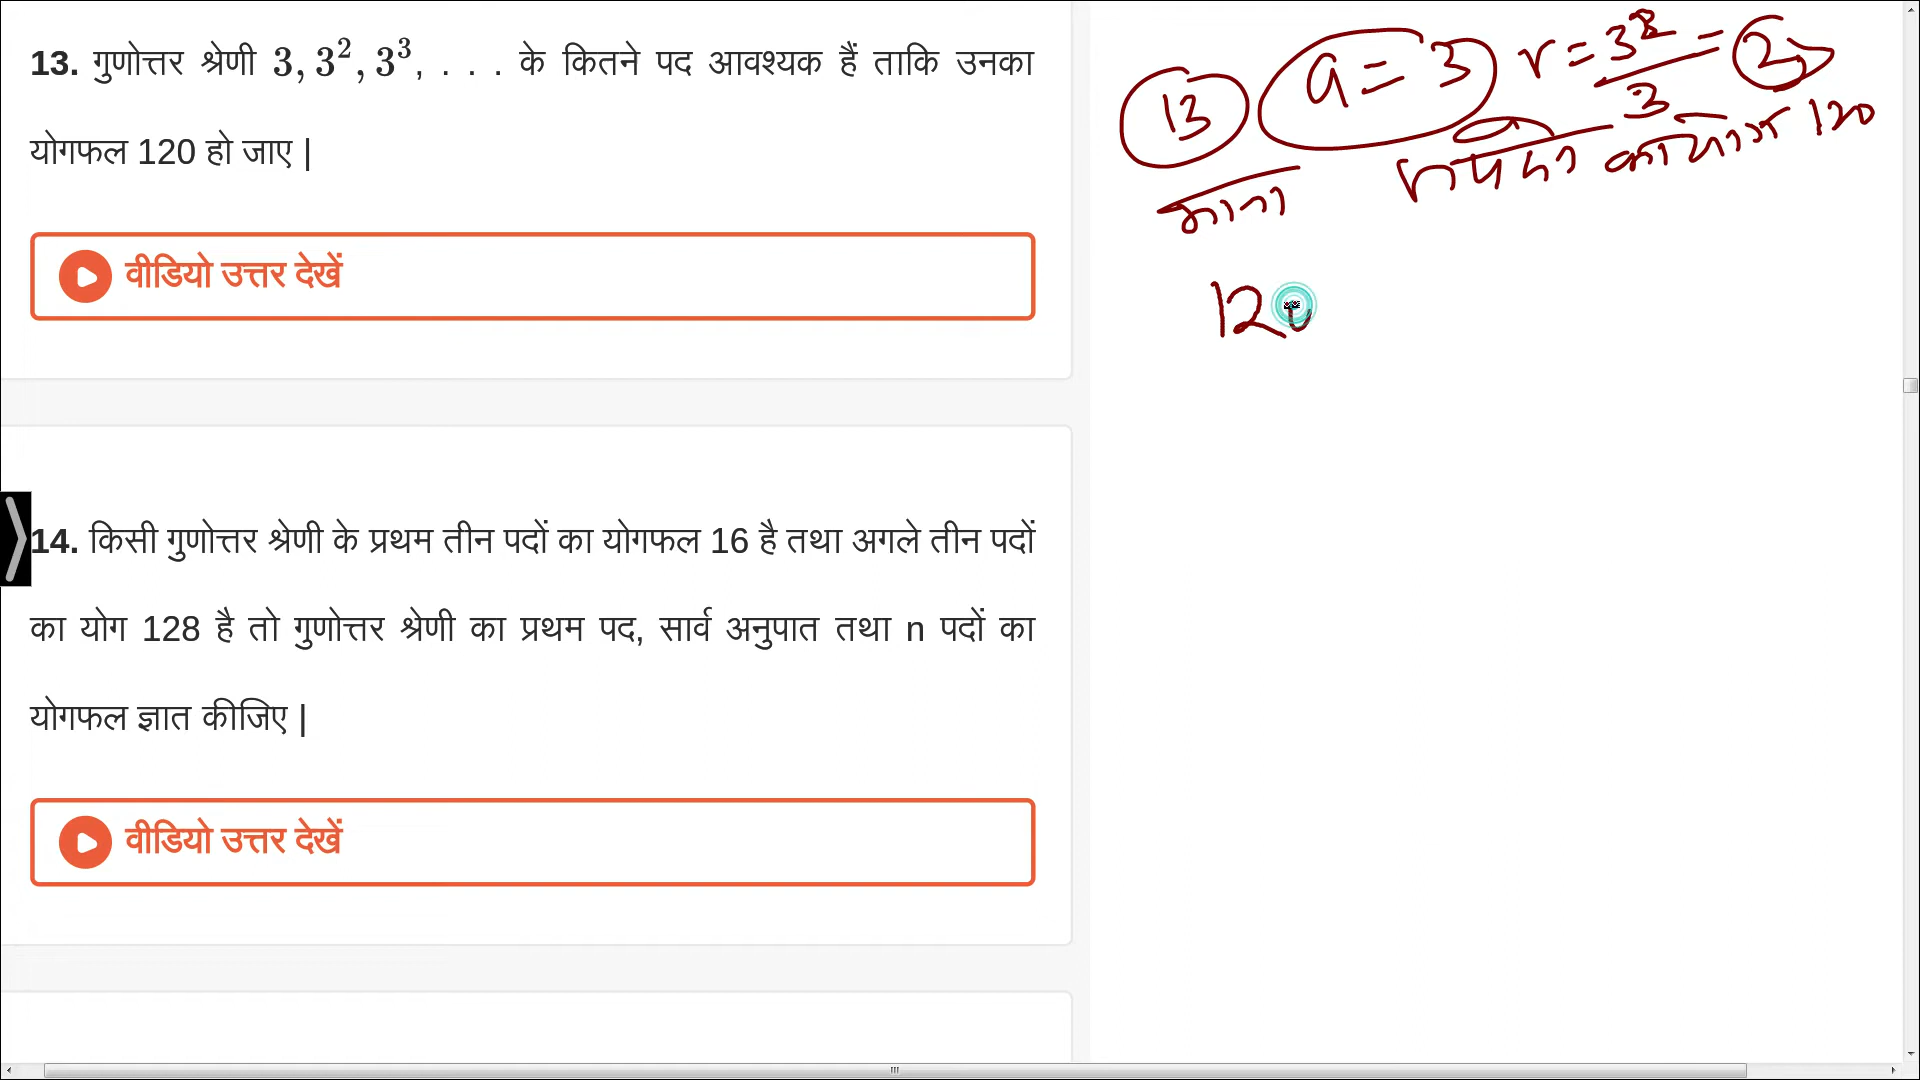 13. गुणोत्तर श्रेणी 3, 3², 3³, . . . के कितने पद आवश्यक हैं ताकि उनका
योगफल 120 हो जाए |
वीडियो उत्तर देखें
14. किसी गुणोत्तर श्रेणी के प्रथम तीन पदों का योगफल 16 है तथा अगले तीन पदों
का योग 128 है तो गुणोत्तर श्रेणी का प्रथम पद, सार्व अनुपात तथा n पदों का
योगफल ज्ञात कीजिए |
वीडियो उत्तर देखें
13 a = 3 r = 3²/3 = 3
माना n पदों का योग 120
120